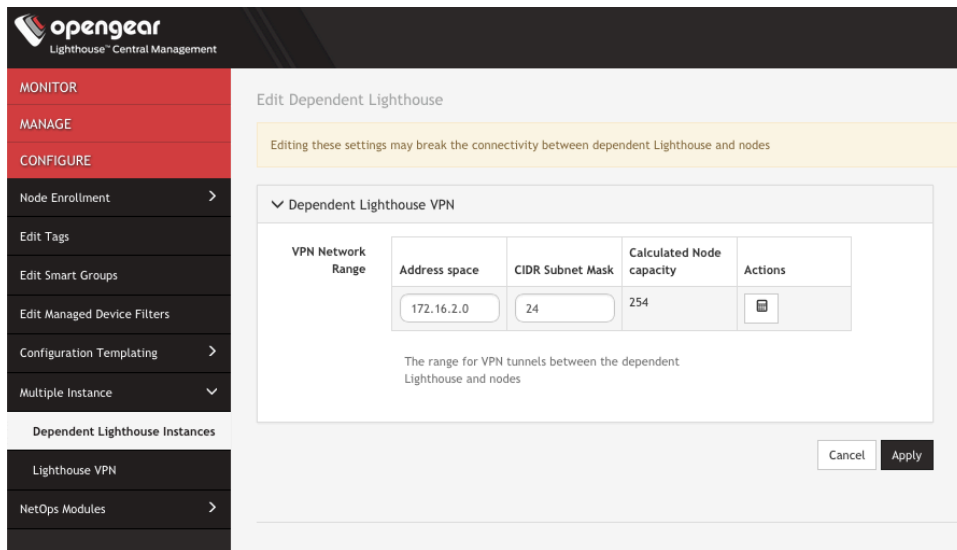 opengear
Lighthouse™ Central Management
MONITOR
MANAGE
CONFIGURE
Node Enrollment
Edit Tags
Edit Smart Groups
Edit Managed Device Filters
Configuration Templating
Multiple Instance
Dependent Lighthouse Instances
Lighthouse VPN
NetOps Modules
Edit Dependent Lighthouse
Editing these settings may break the connectivity between dependent Lighthouse and nodes
Dependent Lighthouse VPN
VPN Network
Range
Address space
CIDR Subnet Mask
Calculated Node
capacity
Actions
172.16.2.0
24
254
The range for VPN tunnels between the dependent
Lighthouse and nodes
Cancel
Apply